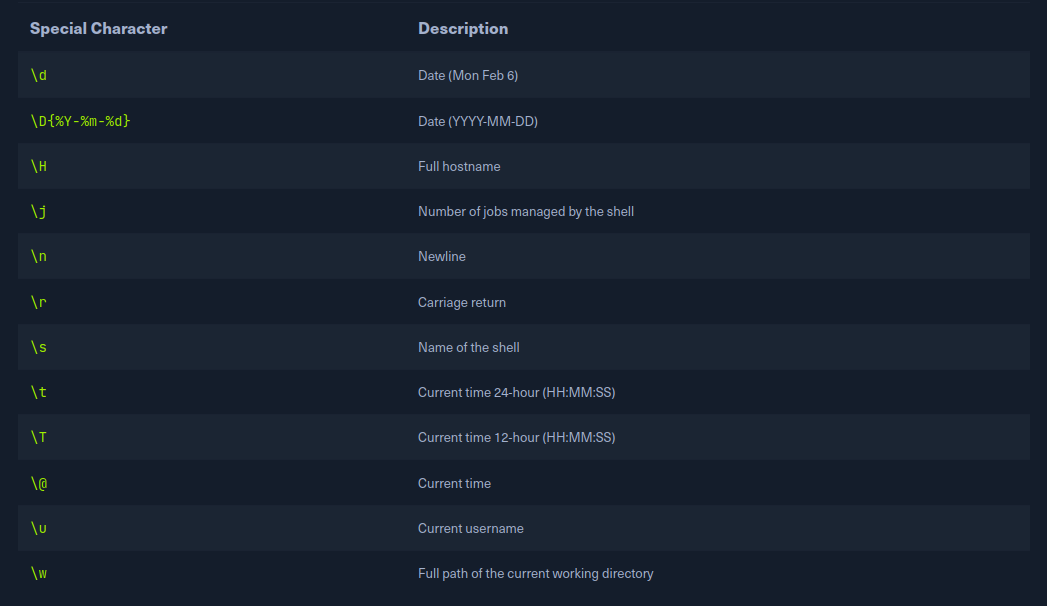 Special Character Description
\d Date (Mon Feb 6)
\D{%Y-%m-%d} Date (YYYY-MM-DD)
\H Full hostname
\j Number of jobs managed by the shell
\n Newline
\r Carriage return
\s Name of the shell
\t Current time 24-hour (HH:MM:SS)
\T Current time 12-hour (HH:MM:SS)
\@ Current time
\u Current username
\w Full path of the current working directory